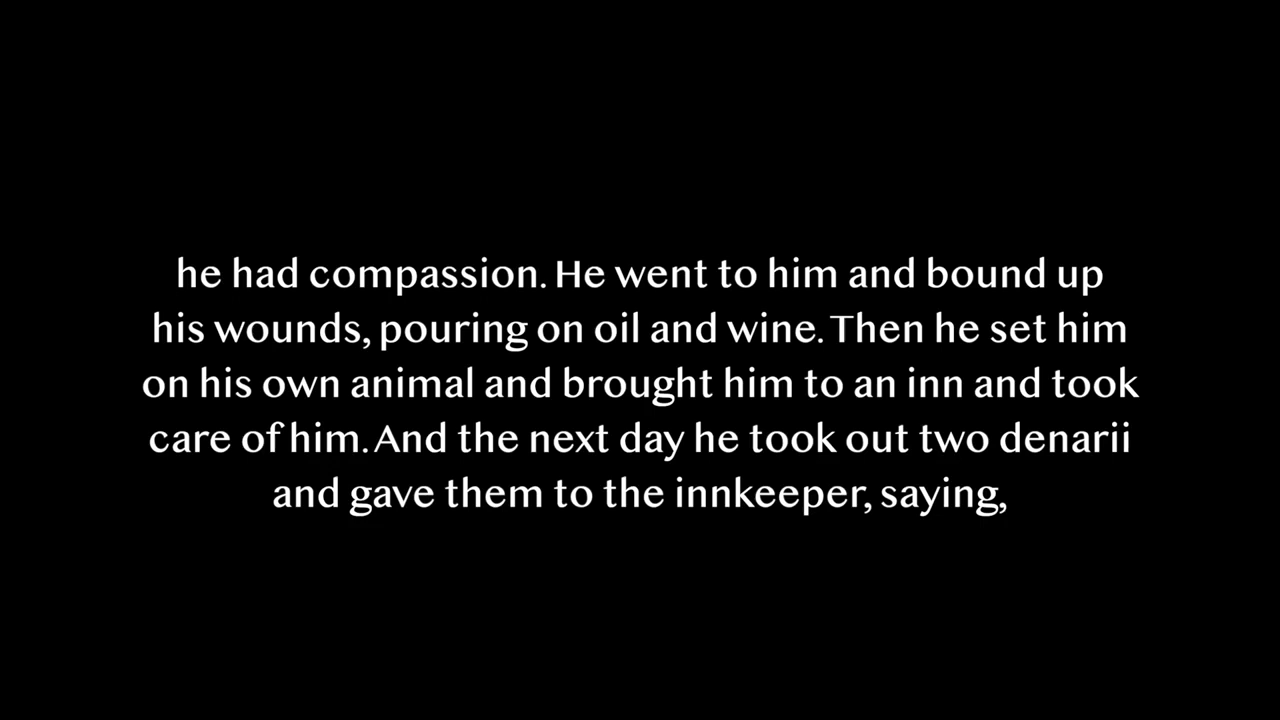 he had compassion. He went to him and bound up
his wounds, pouring on oil and wine. Then he set him
on his own animal and brought him to an inn and took
care of him. And the next day he took out two denarii
and gave them to the innkeeper, saying,